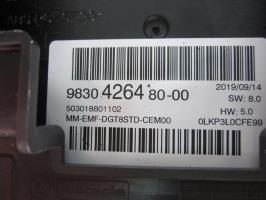 9830 4264 80-00
2019/09/14
SW: 8.0
503018801102
HW: 5.0
MM-EMF-DGT8STD-CEM00
0LKP3L0CFE99